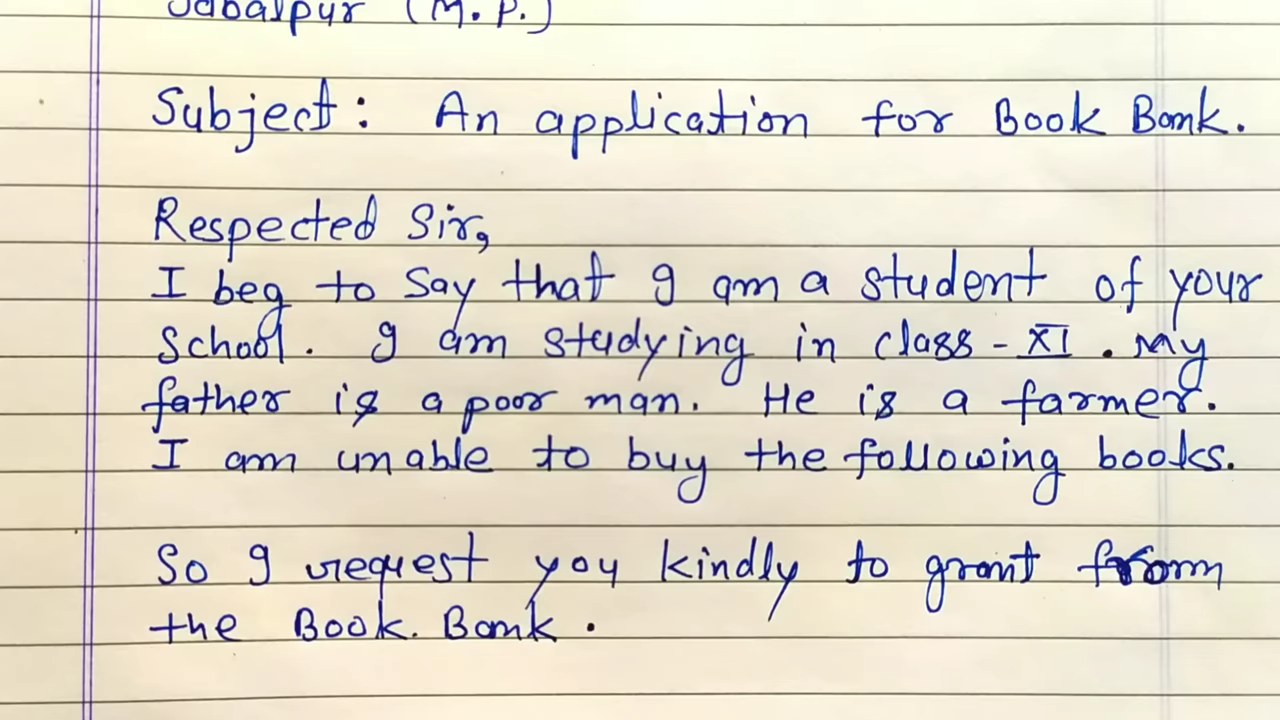 Jabalpur (M.P.)
Subject: An application for Book Bank.
Respected Sir,
I beg to say that I am a student of your
School. I am studying in class - XI. My
father is a poor man. He is a farmer.
I am unable to buy the following books.
So I request you kindly to grant from
the Book. Bank.